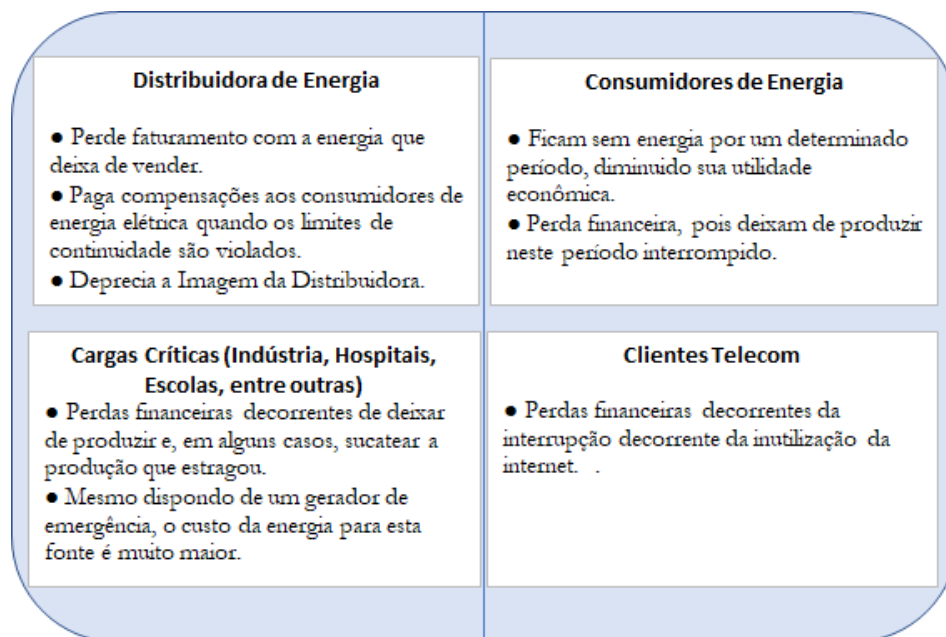 Distribuidora de Energia
● Perde faturamento com a energia que
deixa de vender.
● Paga compensações aos consumidores de
energia elétrica quando os limites de
continuidade são violados.
● Deprecia a Imagem da Distribuidora.
Consumidores de Energia
● Ficam sem energia por um determinado
período, diminuido sua utilidade
econômica.
● Perda financeira, pois deixam de produzir
neste período interrompido.
Cargas Críticas (Indústria, Hospitais,
Escolas, entre outras)
● Perdas financeiras decorrentes de deixar
de produzir e, em alguns casos, sucatear a
produção que estragou.
● Mesmo dispondo de um gerador de
emergência, o custo da energia para esta
fonte é muito maior.
Clientes Telecom
● Perdas financeiras decorrentes da
interrupção decorrente da inutilização da
internet. .